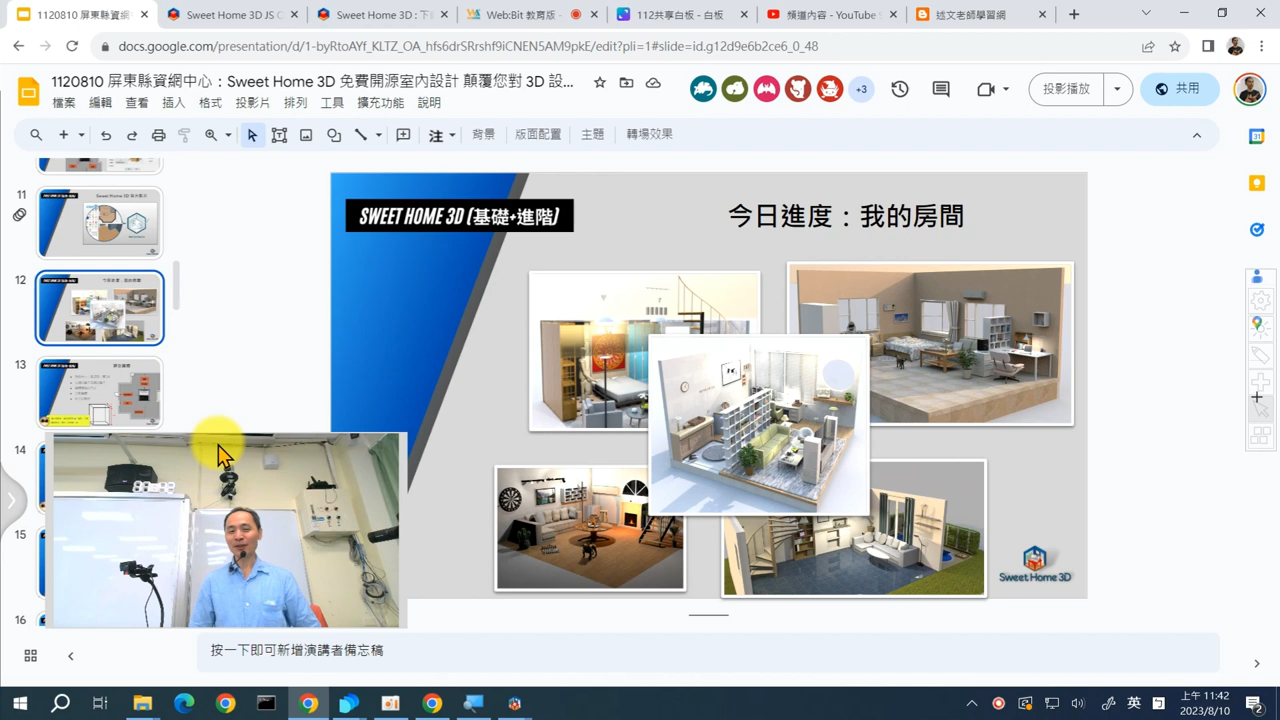 1120810 屏東縣資網
Sweet Home 3D JS O
Sweet Home 3D : 下
Web:Bit 教育版 -
112共享白板 - 白板
頻道內容 - YouTube S
㳫文老師學習網
docs.google.com/presentation/d/1-byRtoAYf_KLTZ_OA_hfs6drSRrshf9iCNEN5AM9pkE/edit?pli=1#slide=id.g12d9e6b2ce6_0_48
1120810 屏東縣資網中心：Sweet Home 3D 免費開源室內設計 顛覆您對 3D 設...
檔案 編輯 查看 插入 格式 投影片 排列 工具 擴充功能 說明
+3
投影播放
共用
注 背景 版面配置 主題 轉場效果
31
11
12
13
14
15
16
SWEET HOME 3D (基礎+進階)
今日進度：我的房間
Sweet Home 3D
按一下即可新增演講者備忘稿
英
上午 11:42
2023/8/10
2